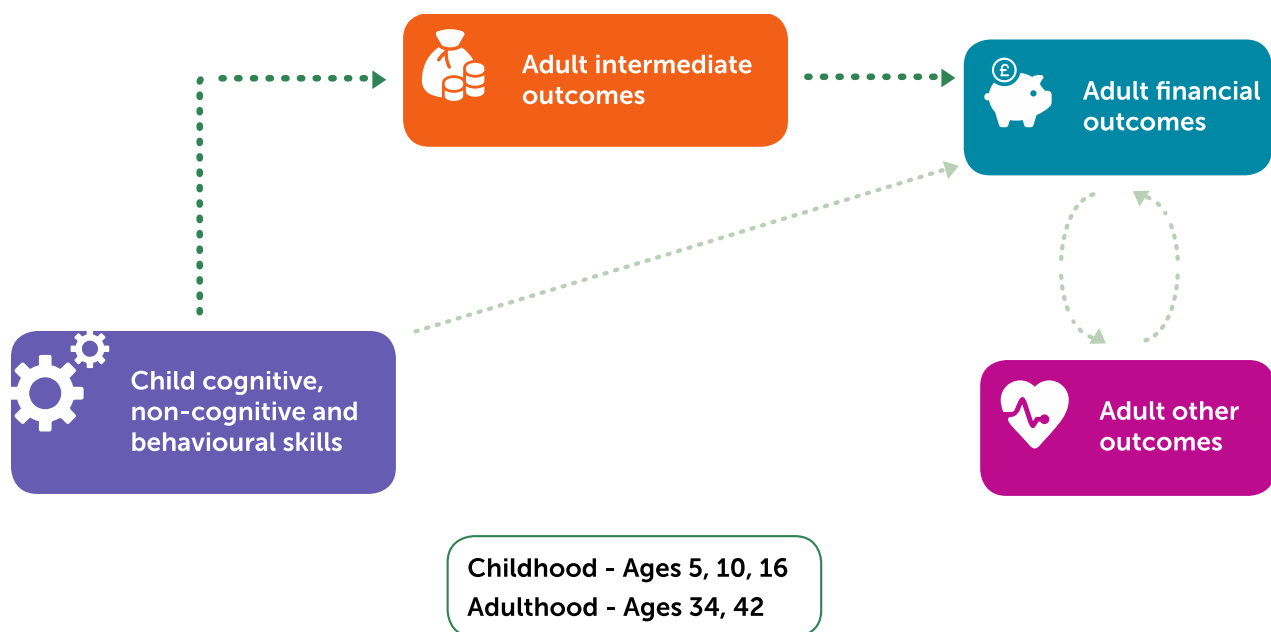 Adult intermediate
outcomes
£
Adult financial
outcomes
Child cognitive,
non-cognitive and
behavioural skills
Adult other
outcomes
Childhood - Ages 5, 10, 16
Adulthood - Ages 34, 42